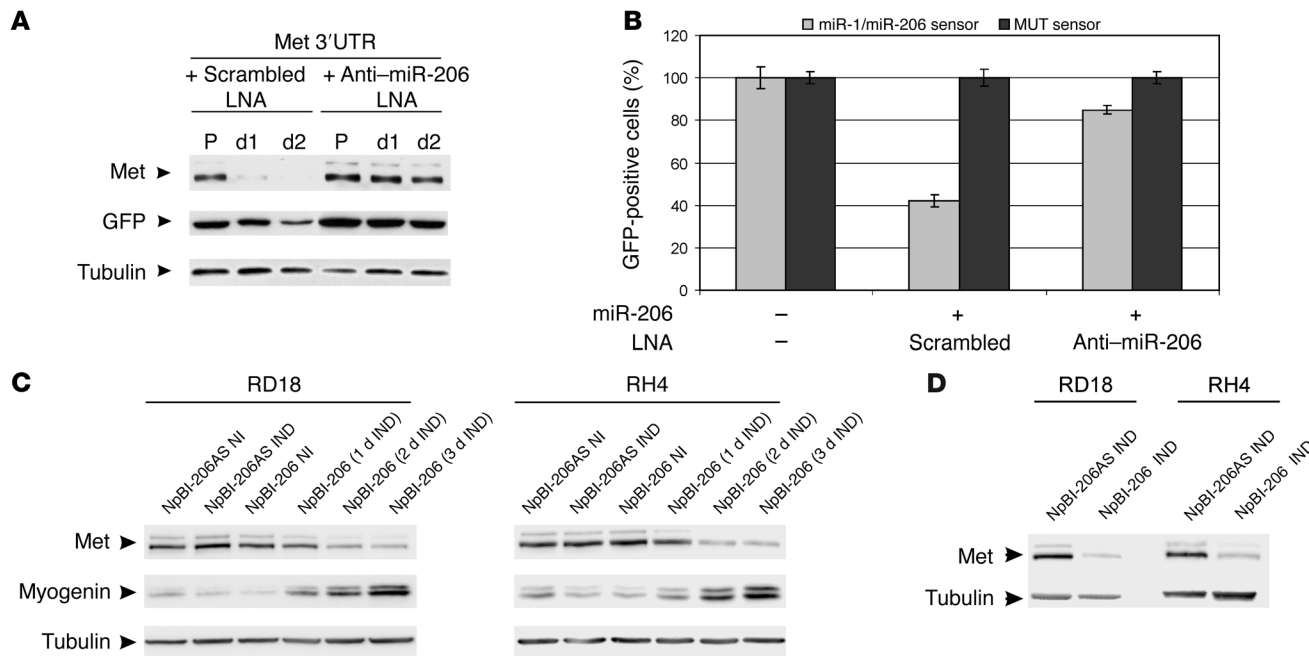 A
Met 3′UTR
+ Scrambled + Anti–miR-206
LNA LNA
P d1 d2 P d1 d2
Met
GFP
Tubulin
B
miR-1/miR-206 sensor MUT sensor
GFP-positive cells (%)
120
100
80
60
40
20
0
miR-206 – + +
LNA – Scrambled Anti–miR-206
C
RD18 RH4
NpBI-206AS NI
NpBI-206AS IND
NpBI-206 NI
NpBI-206 (1 d IND)
NpBI-206 (2 d IND)
NpBI-206 (3 d IND)
NpBI-206AS NI
NpBI-206AS IND
NpBI-206 NI
NpBI-206 (1 d IND)
NpBI-206 (2 d IND)
NpBI-206 (3 d IND)
Met
Myogenin
Tubulin
D
RD18 RH4
NpBI-206AS IND
NpBI-206 IND
NpBI-206AS IND
NpBI-206 IND
Met
Tubulin